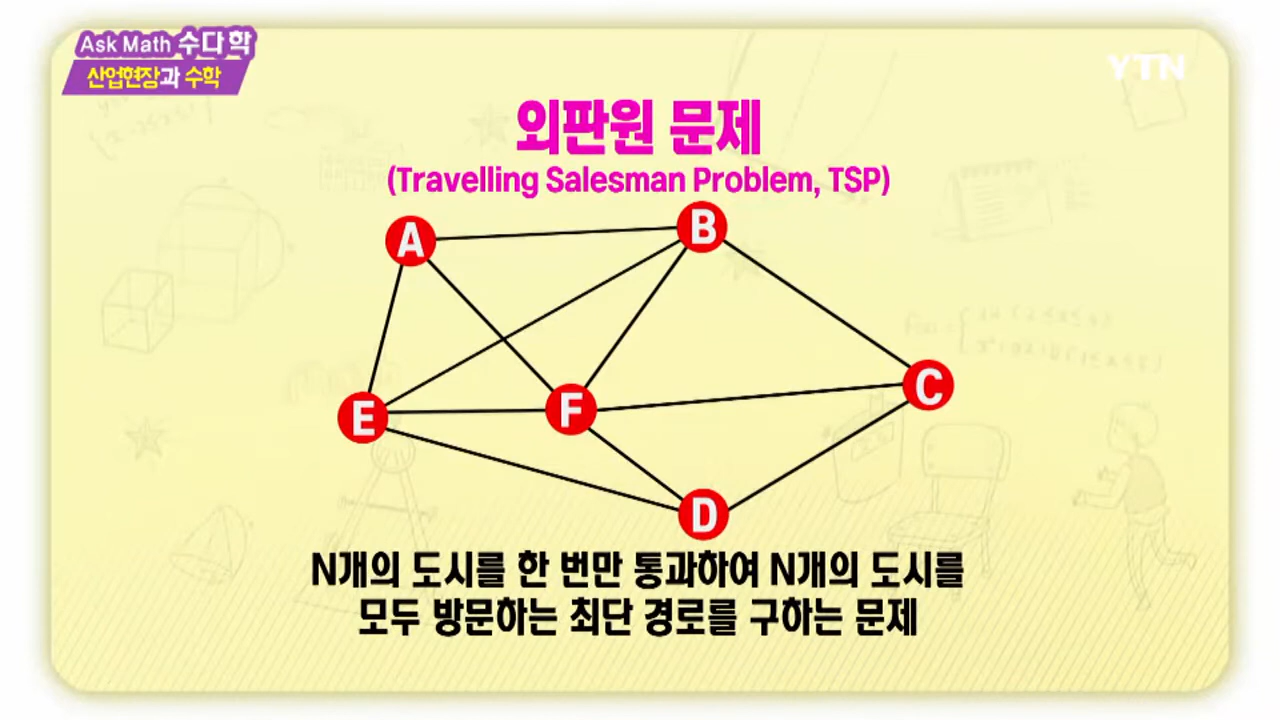 Ask Math 수다학
산업현장과 수학
YTN
외판원 문제
(Travelling Salesman Problem, TSP)
A
B
C
E
F
D
N개의 도시를 한 번만 통과하여 N개의 도시를
모두 방문하는 최단 경로를 구하는 문제